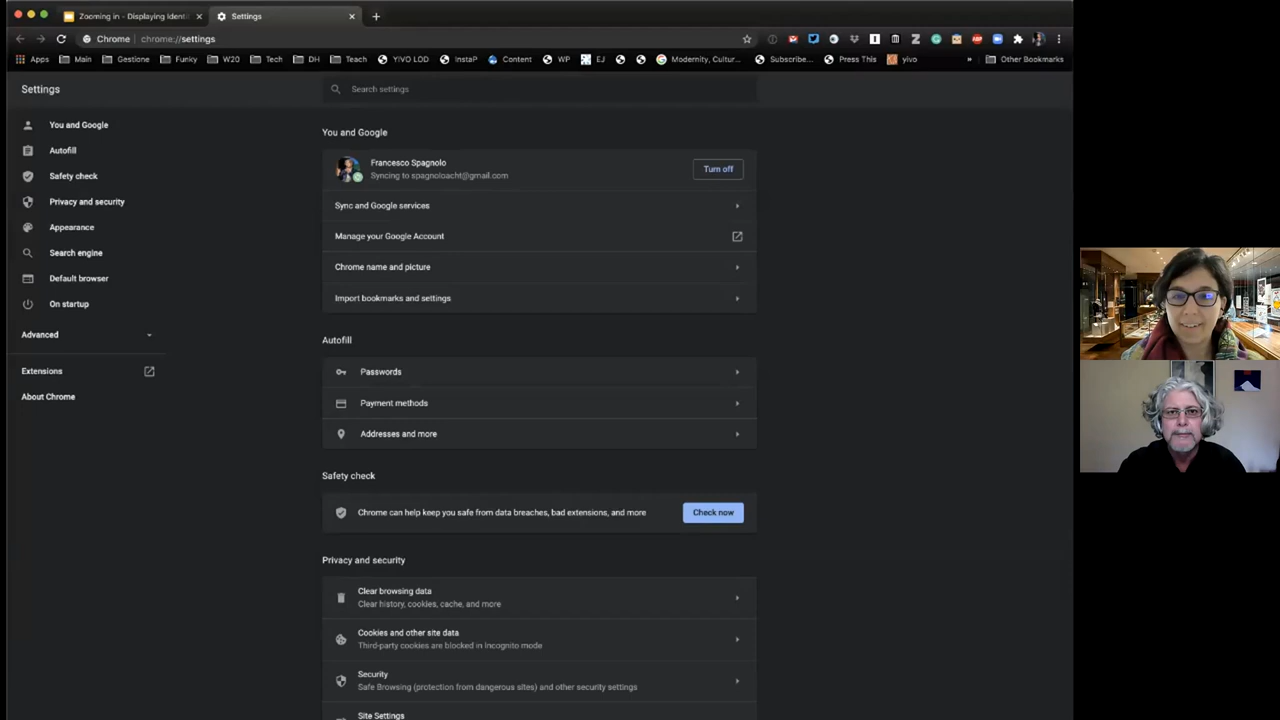 Zooming in - Displaying Identi
Settings
Chrome
chrome://settings
Apps
Main
Gestione
Funky
W20
Tech
DH
Teach
YIVO LOD
InstaP
Content
WP
EJ
Modernity, Cultur...
Subscribe...
Press This
yivo
»
Other Bookmarks
Settings
Search settings
You and Google
Autofill
Safety check
Privacy and security
Appearance
Search engine
Default browser
On startup
Advanced
Extensions
About Chrome
You and Google
Francesco Spagnolo
Syncing to spagnoloacht@gmail.com
Turn off
Sync and Google services
Manage your Google Account
Chrome name and picture
Import bookmarks and settings
Autofill
Passwords
Payment methods
Addresses and more
Safety check
Chrome can help keep you safe from data breaches, bad extensions, and more
Check now
Privacy and security
Clear browsing data
Clear history, cookies, cache, and more
Cookies and other site data
Third-party cookies are blocked in Incognito mode
Security
Safe Browsing (protection from dangerous sites) and other security settings
Site Settings